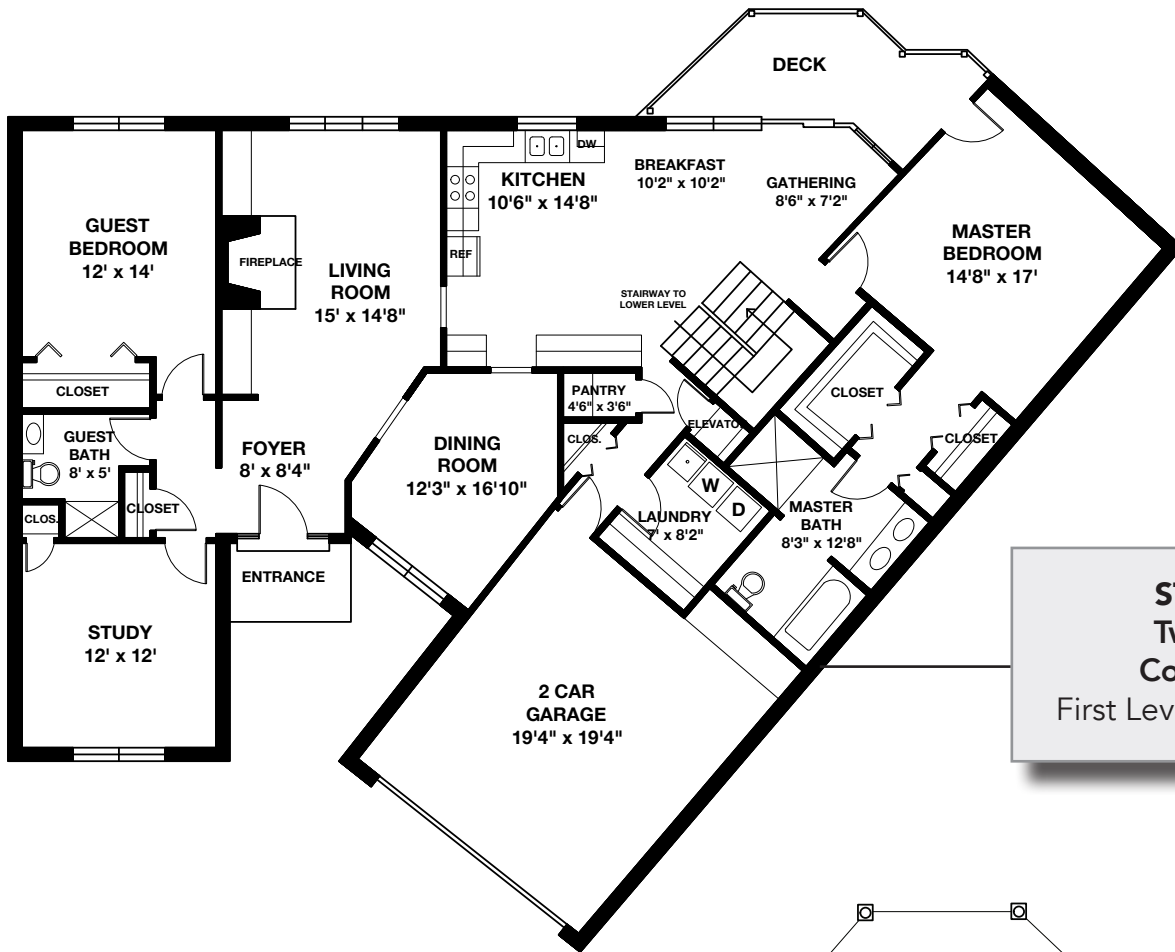 DECK
DW
BREAKFAST
10'2" x 10'2"
KITCHEN
10'6" x 14'8"
GATHERING
8'6" x 7'2"
GUEST
BEDROOM
12' x 14'
MASTER
BEDROOM
14'8" x 17'
REF
FIREPLACE
LIVING
ROOM
15' x 14'8"
STAIRWAY TO
LOWER LEVEL
CLOSET
PANTRY
4'6" x 3'6"
CLOSET
ELEVATOR
GUEST
BATH
8' x 5'
FOYER
8' x 8'4"
DINING
ROOM
12'3" x 16'10"
CLOS.
CLOSET
W
D
LAUNDRY
7' x 8'2"
MASTER
BATH
8'3" x 12'8"
CLOSET
CLOS.
ENTRANCE
STUDY
12' x 12'
2 CAR
GARAGE
19'4" x 19'4"
First Lev